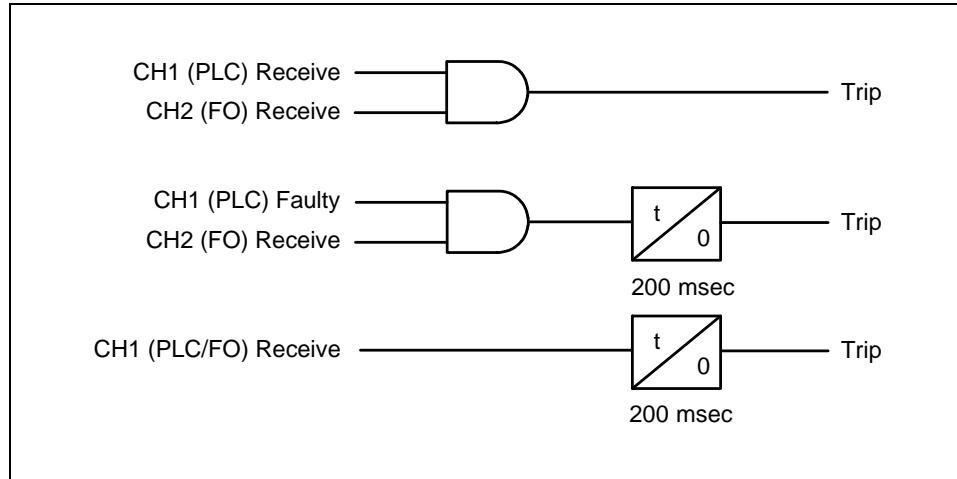 CH1 (PLC) Receive
CH2 (FO) Receive
Trip
CH1 (PLC) Faulty
CH2 (FO) Receive
t
0
Trip
200 msec
CH1 (PLC/FO) Receive
t
0
Trip
200 msec